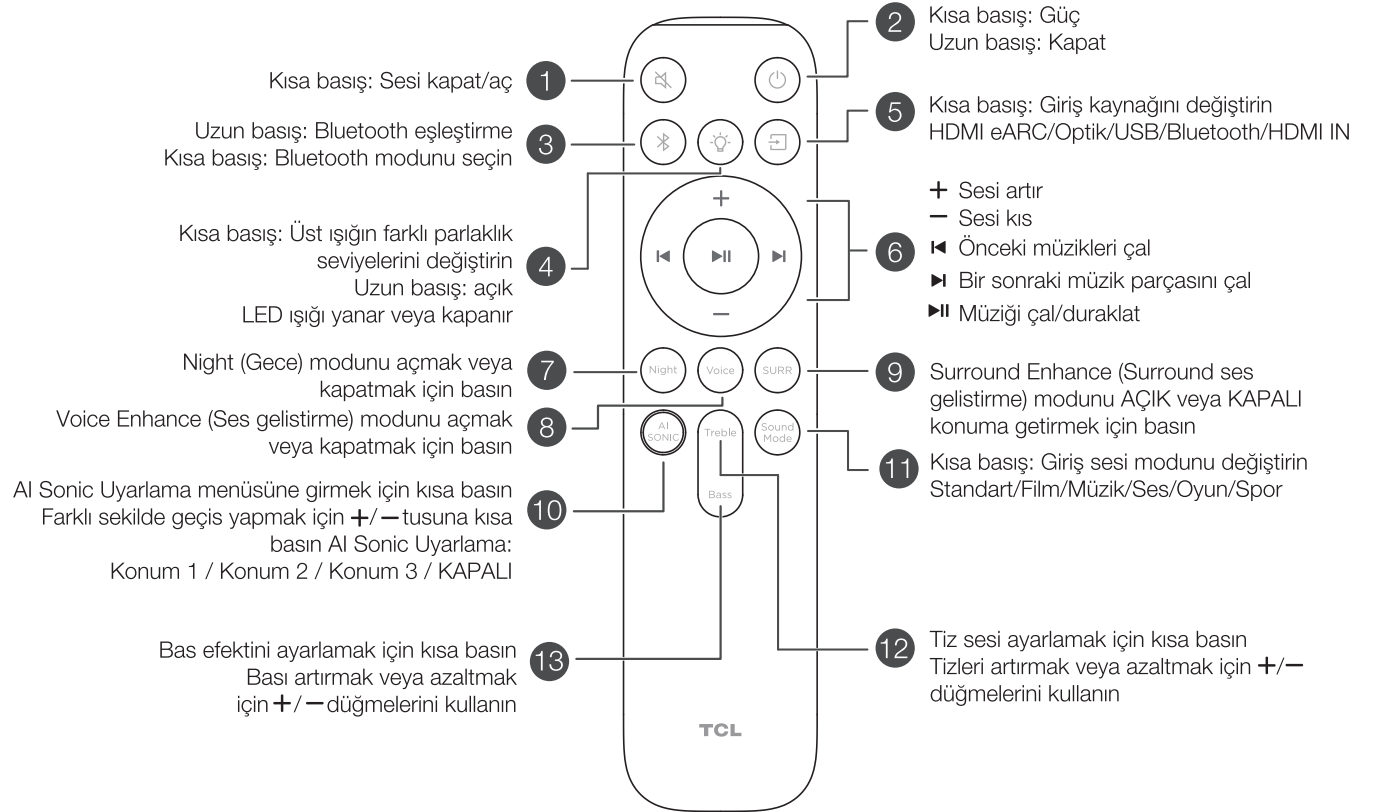 2
Kısa basış: Güç
Uzun basış: Kapat
Kısa basış: Sesi kapat/aç
1
Uzun basış: Bluetooth eşleştirme
Kısa basış: Bluetooth modunu seçin
3
5
Kısa basış: Giriş kaynağını değiştirin
HDMI eARC/Optik/USB/Bluetooth/HDMI IN
Kısa basış: Üst ışığın farklı parlaklık
seviyelerini değiştirin
Uzun basış: açık
LED ışığı yanar veya kapanır
4
6
+ Sesi artır
− Sesi kıs
Önceki müzikleri çal
Bir sonraki müzik parçasını çal
Müziği çal/duraklat
+
−
Night (Gece) modunu açmak veya
kapatmak için basın
7
Night
Voice
SURR
9
Surround Enhance (Surround ses
gelistirme) modunu AÇIK veya KAPALI
konuma getirmek için basın
Voice Enhance (Ses gelistirme) modunu açmak
veya kapatmak için basın
8
AI
SONIC
Treble
Bass
Sound
Mode
11
Kısa basış: Giriş sesi modunu değiştirin
Standart/Film/Müzik/Ses/Oyun/Spor
AI Sonic Uyarlama menüsüne girmek için kısa basın
Farklı sekilde geçis yapmak için +/− tusuna kısa
basın AI Sonic Uyarlama:
Konum 1 / Konum 2 / Konum 3 / KAPALI
10
Bas efektini ayarlamak için kısa basın
Bası artırmak veya azaltmak
için +/− düğmelerini kullanın
13
12
Tiz sesi ayarlamak için kısa basın
Tizleri artırmak veya azaltmak için +/−
düğmelerini kullanın
TCL